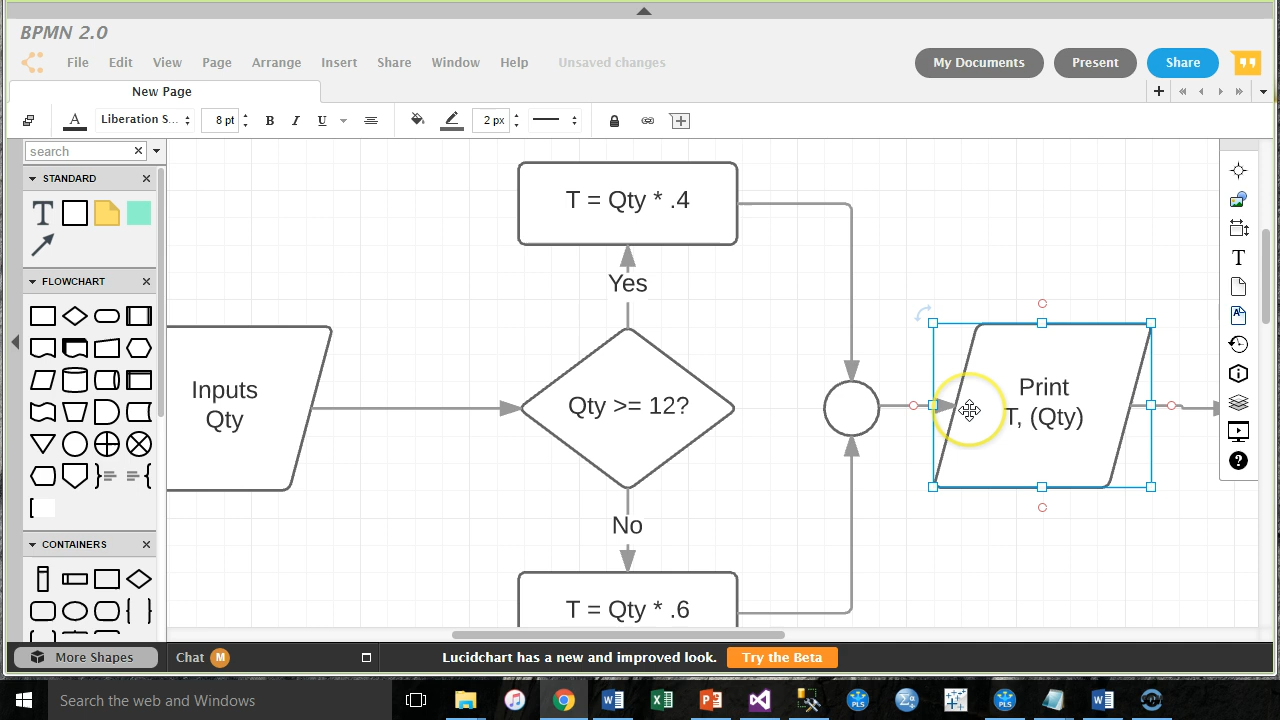 BPMN 2.0
File Edit View Page Arrange Insert Share Window Help Unsaved changes My Documents Present Share
New Page
Liberation S... 8 pt B I U 2 px
search
STANDARD
T
FLOWCHART
CONTAINERS
T = Qty * .4
Yes
Inputs
Qty
Qty >= 12?
Print
T, (Qty)
No
T = Qty * .6
More Shapes Chat M Lucidchart has a new and improved look. Try the Beta
Search the web and Windows